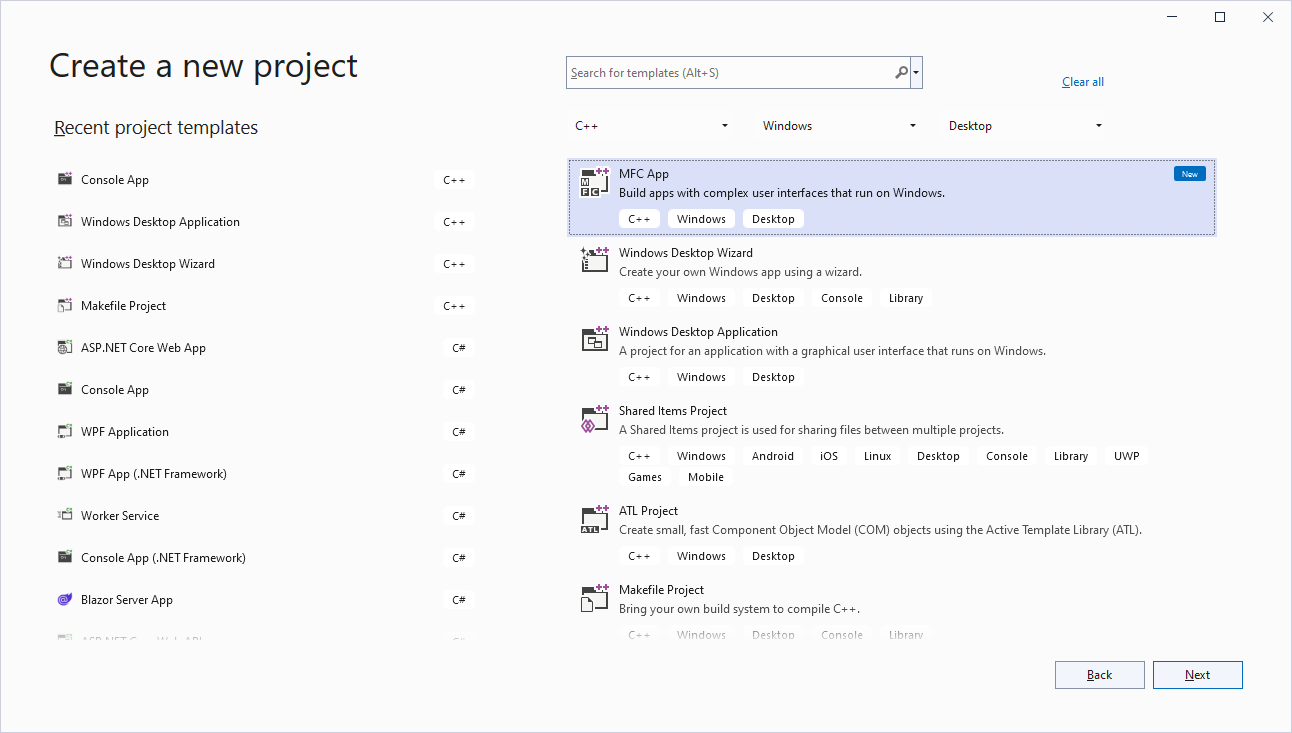 Create a new project
Search for templates (Alt+S)
Clear all
Recent project templates
C++ Windows Desktop
Console App C++
Windows Desktop Application C++
Windows Desktop Wizard C++
Makefile Project C++
ASP.NET Core Web App C#
Console App C#
WPF Application C#
WPF App (.NET Framework) C#
Worker Service C#
Console App (.NET Framework) C#
Blazor Server App C#
ASP.NET Core Web API C#
MFC App New
Build apps with complex user interfaces that run on Windows.
C++ Windows Desktop
Windows Desktop Wizard
Create your own Windows app using a wizard.
C++ Windows Desktop Console Library
Windows Desktop Application
A project for an application with a graphical user interface that runs on Windows.
C++ Windows Desktop
Shared Items Project
A Shared Items project is used for sharing files between multiple projects.
C++ Windows Android iOS Linux Desktop Console Library UWP
Games Mobile
ATL Project
Create small, fast Component Object Model (COM) objects using the Active Template Library (ATL).
C++ Windows Desktop
Makefile Project
Bring your own build system to compile C++.
C++ Windows Desktop Console Library
Back Next